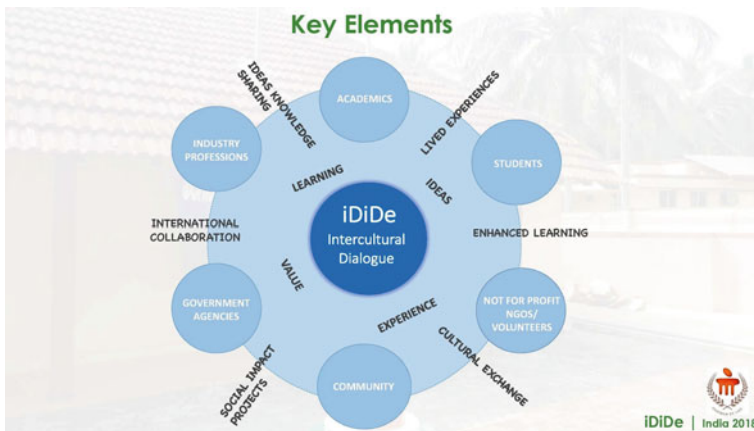 Key Elements
IDEAS KNOWLEDGE
SHARING
ACADEMICS
LIVED EXPERIENCES
INDUSTRY
PROFESSIONS
LEARNING
IDEAS
STUDENTS
iDiDe
Intercultural
Dialogue
INTERNATIONAL
COLLABORATION
ENHANCED LEARNING
VALUE
GOVERNMENT
AGENCIES
EXPERIENCE
NOT FOR PROFIT
NGOS/
VOLUNTEERS
SOCIAL IMPACT
PROJECTS
COMMUNITY
CULTURAL EXCHANGE
iDiDe | India 2018